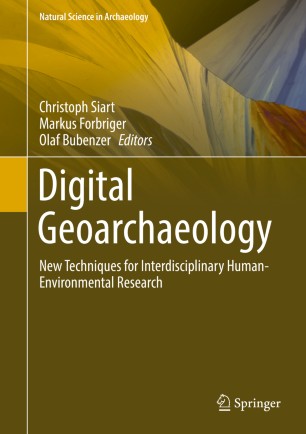 Natural Science in Archaeology
Christoph Siart
Markus Forbriger
Olaf Bubenzer Editors
Digital
Geoarchaeology
New Techniques for Interdisciplinary Human-
Environmental Research
Springer